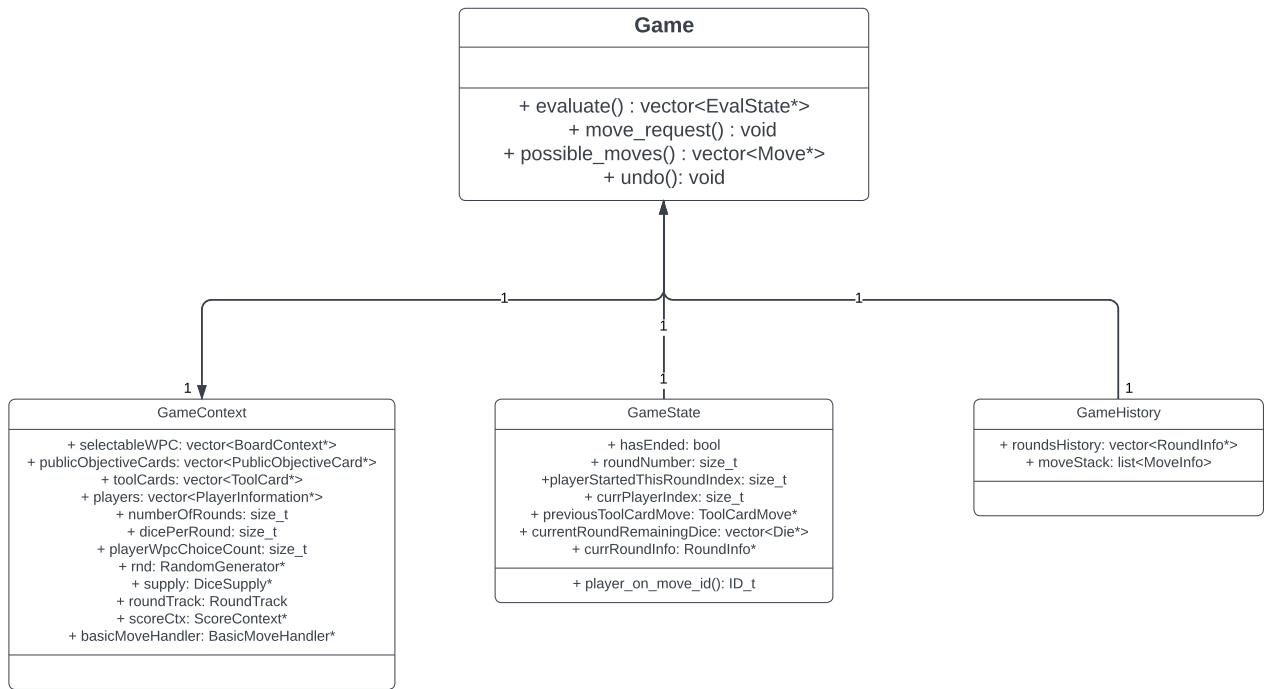 Game
+ evaluate() : vector<EvalState*>
+ move_request() : void
+ possible_moves() : vector<Move*>
+ undo(): void
1
1
1
1
1
1
GameContext
+ selectableWPC: vector<BoardContext*>
+ publicObjectiveCards: vector<PublicObjectiveCard*>
+ toolCards: vector<ToolCard*>
+ players: vector<PlayerInformation*>
+ numberOfRounds: size_t
+ dicePerRound: size_t
+ playerWpcChoiceCount: size_t
+ rnd: RandomGenerator*
+ supply: DiceSupply*
+ roundTrack: RoundTrack
+ scoreCtx: ScoreContext*
+ basicMoveHandler: BasicMoveHandler*
GameState
+ hasEnded: bool
+ roundNumber: size_t
+playerStartedThisRoundIndex: size_t
+ currPlayerIndex: size_t
+ previousToolCardMove: ToolCardMove*
+ currentRoundRemainingDice: vector<Die*>
+ currRoundInfo: RoundInfo*
+ player_on_move_id(): ID_t
GameHistory
+ roundsHistory: vector<RoundInfo*>
+ moveStack: list<MoveInfo>